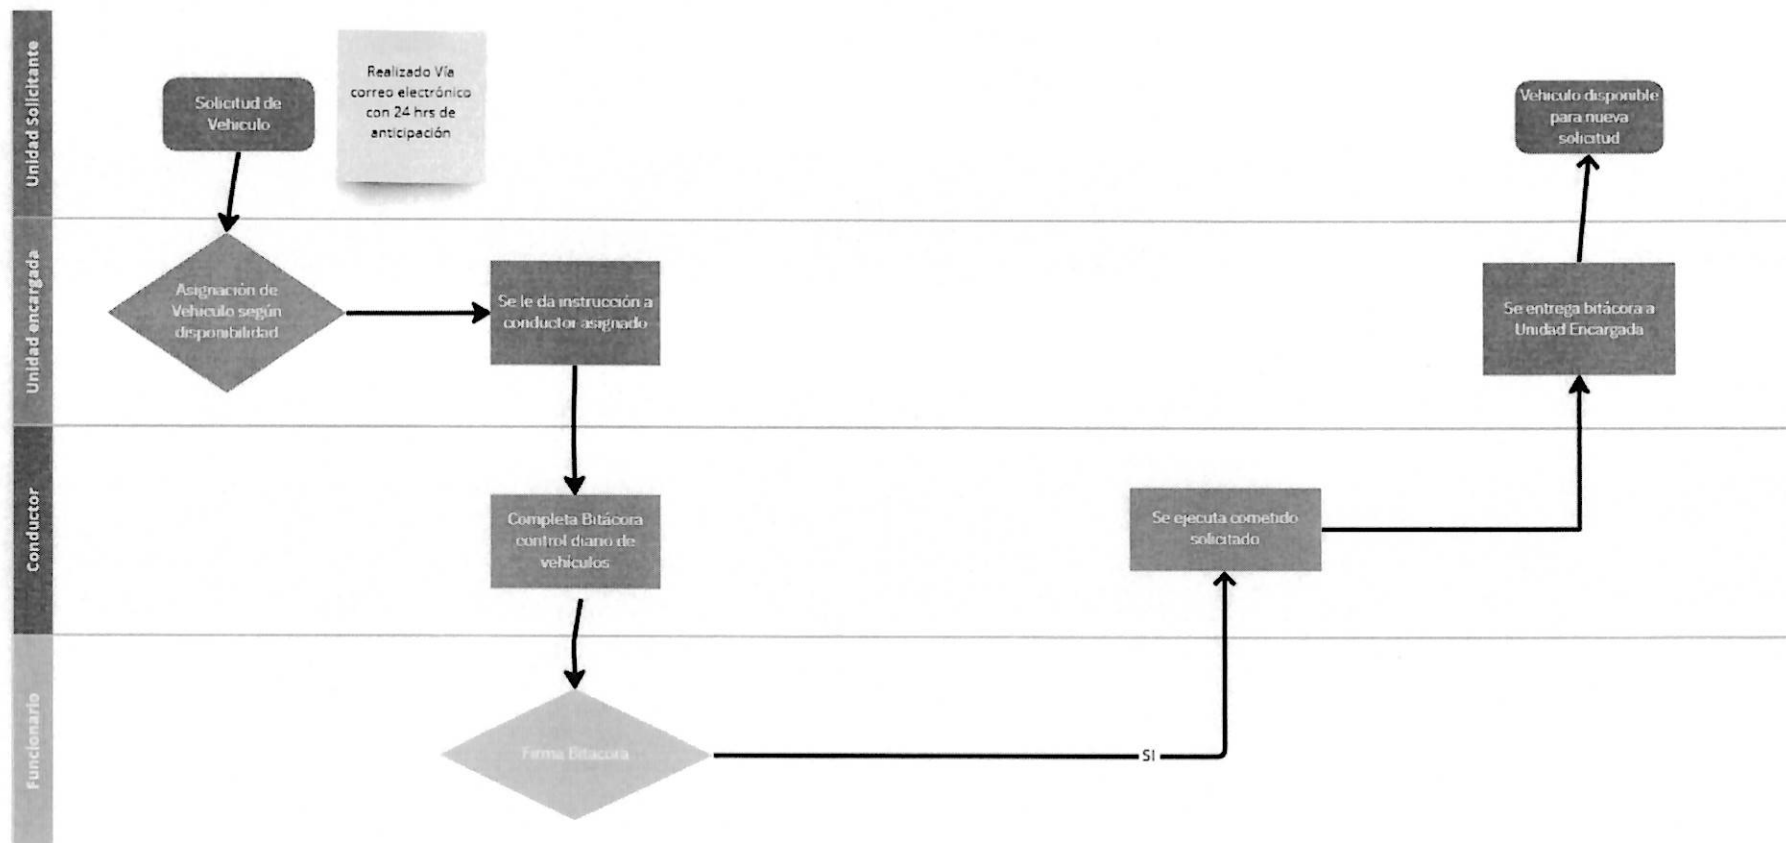 Unidad Solicitante
Solicitud de
Vehiculo
Realizado Vía
correo electrónico
con 24 hrs de
anticipación
Vehiculo disponible
para nueva
solicitud
Unidad encargada
Asignación de
Vehiculo según
disponibilidad
Se le da instrucción a
conductor asignado
Se entrega bitácora a
Unidad Encargada
Conductor
Completa Bitácora
control diario de
vehiculos
Se ejecuta cometido
solicitado
Funcionario
Firma Bitacora
SI